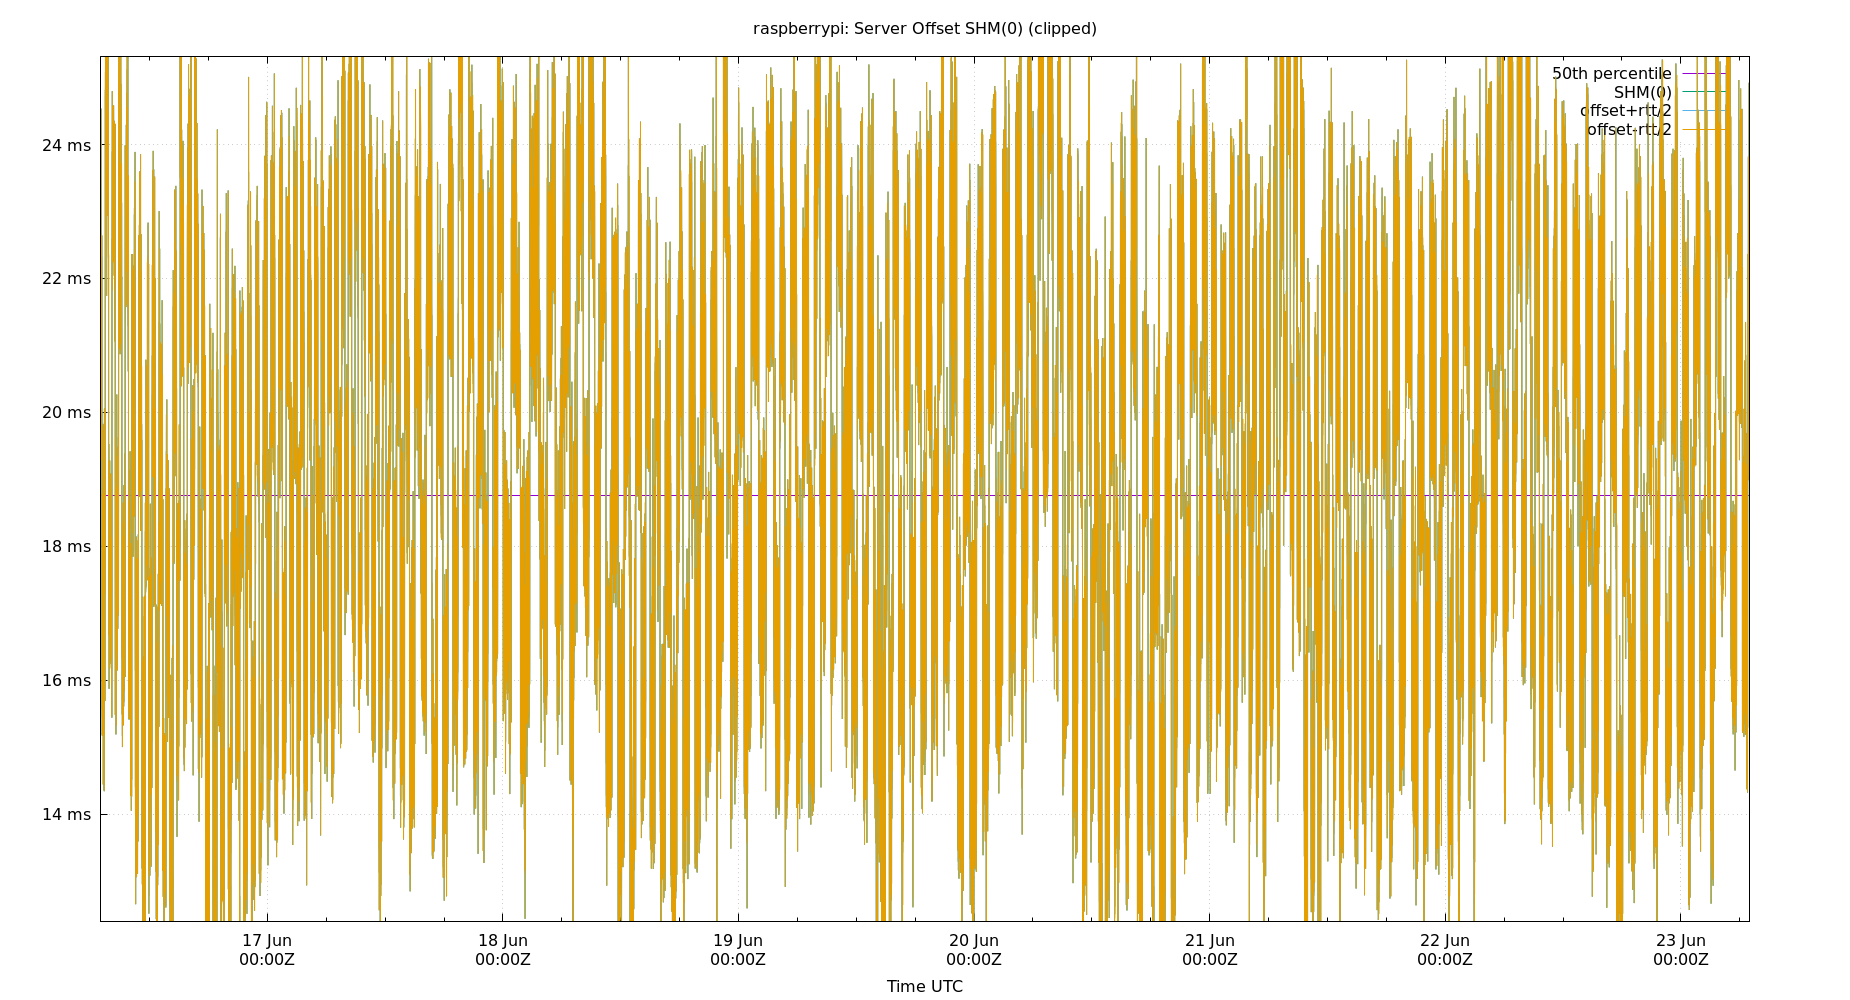 raspberrypi: Server Offset SHM(0) (clipped)
50th percentile
SHM(0)
offset+rtt/2
offset-rtt/2
24 ms
22 ms
20 ms
18 ms
16 ms
14 ms
17 Jun 18 Jun 19 Jun 20 Jun 21 Jun 22 Jun 23 Jun
00:00Z 00:00Z 00:00Z 00:00Z 00:00Z 00:00Z 00:00Z
Time UTC